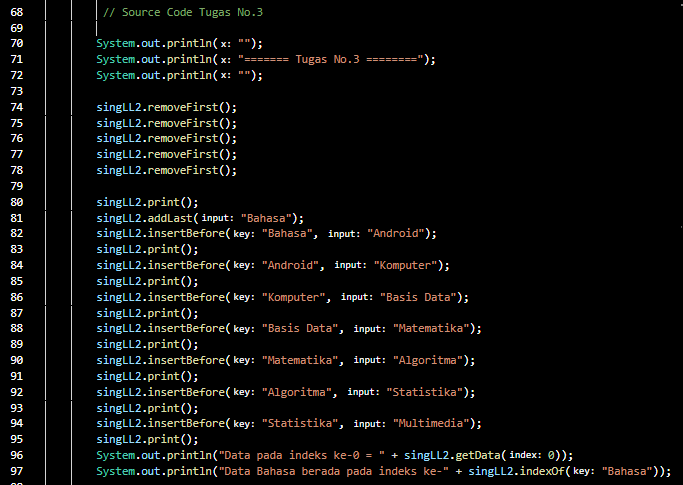 68 // Source Code Tugas No.3
69
70 System.out.println(x: "");
71 System.out.println(x: "======= Tugas No.3 ========");
72 System.out.println(x: "");
73
74 singLL2.removeFirst();
75 singLL2.removeFirst();
76 singLL2.removeFirst();
77 singLL2.removeFirst();
78 singLL2.removeFirst();
79
80 singLL2.print();
81 singLL2.addLast(input: "Bahasa");
82 singLL2.insertBefore(key: "Bahasa", input: "Android");
83 singLL2.print();
84 singLL2.insertBefore(key: "Android", input: "Komputer");
85 singLL2.print();
86 singLL2.insertBefore(key: "Komputer", input: "Basis Data");
87 singLL2.print();
88 singLL2.insertBefore(key: "Basis Data", input: "Matematika");
89 singLL2.print();
90 singLL2.insertBefore(key: "Matematika", input: "Algoritma");
91 singLL2.print();
92 singLL2.insertBefore(key: "Algoritma", input: "Statistika");
93 singLL2.print();
94 singLL2.insertBefore(key: "Statistika", input: "Multimedia");
95 singLL2.print();
96 System.out.println("Data pada indeks ke-0 = " + singLL2.getData(index: 0));
97 System.out.println("Data Bahasa berada pada indeks ke-" + singLL2.indexOf(key: "Bahasa"));